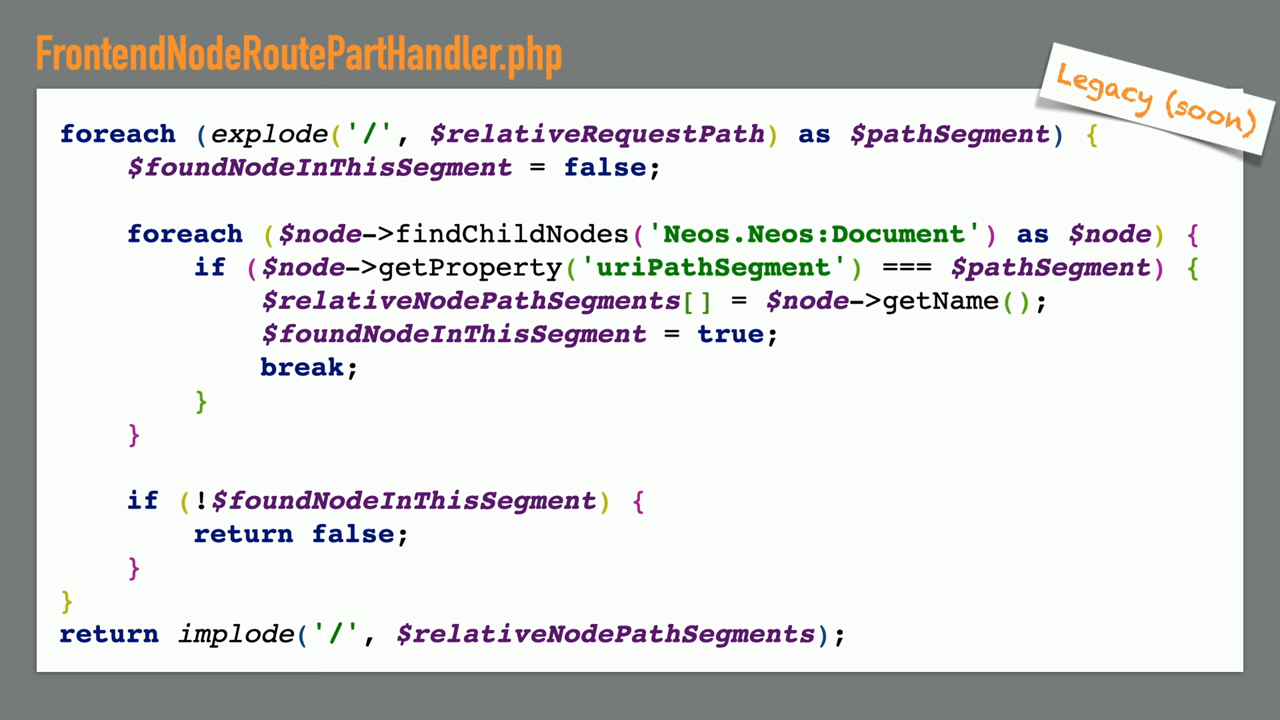 FrontendNodeRoutePartHandler.php
Legacy (soon)
foreach (explode('/', $relativeRequestPath) as $pathSegment) {
    $foundNodeInThisSegment = false;
    foreach ($node->findChildNodes('Neos.Neos:Document') as $node) {
        if ($node->getProperty('uriPathSegment') === $pathSegment) {
            $relativeNodePathSegments[] = $node->getName();
            $foundNodeInThisSegment = true;
            break;
        }
    }
    if (!$foundNodeInThisSegment) {
        return false;
    }
}
return implode('/', $relativeNodePathSegments);